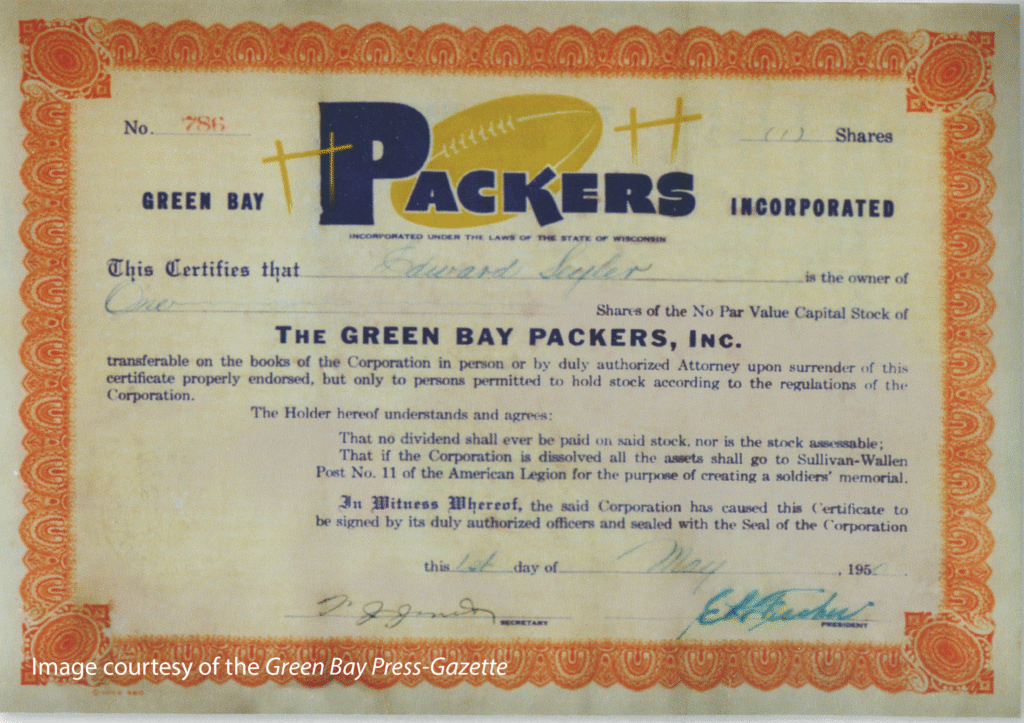 No. 786
(1) Shares
PACKERS
GREEN BAY
INCORPORATED
INCORPORATED UNDER THE LAWS OF THE STATE OF WISCONSIN
This Certifies that Edward is the owner of
One Shares of the No Par Value Capital Stock of
THE GREEN BAY PACKERS, INC.
transferable on the books of the Corporation in person or by duly authorized Attorney upon surrender of this
certificate properly endorsed, but only to persons permitted to hold stock according to the regulations of the
Corporation.
The Holder hereof understands and agrees:
That no dividend shall ever be paid on said stock, nor is the stock assessable;
That if the Corporation is dissolved all the assets shall go to Sullivan-Wallen
Post No. 11 of the American Legion for the purpose of creating a soldiers' memorial.
In Witness Whereof, the said Corporation has caused this Certificate to
be signed by its duly authorized officers and sealed with the Seal of the Corporation
this 1st day of May, 1950
SECRETARY
PRESIDENT
Image courtesy of the Green Bay Press-Gazette